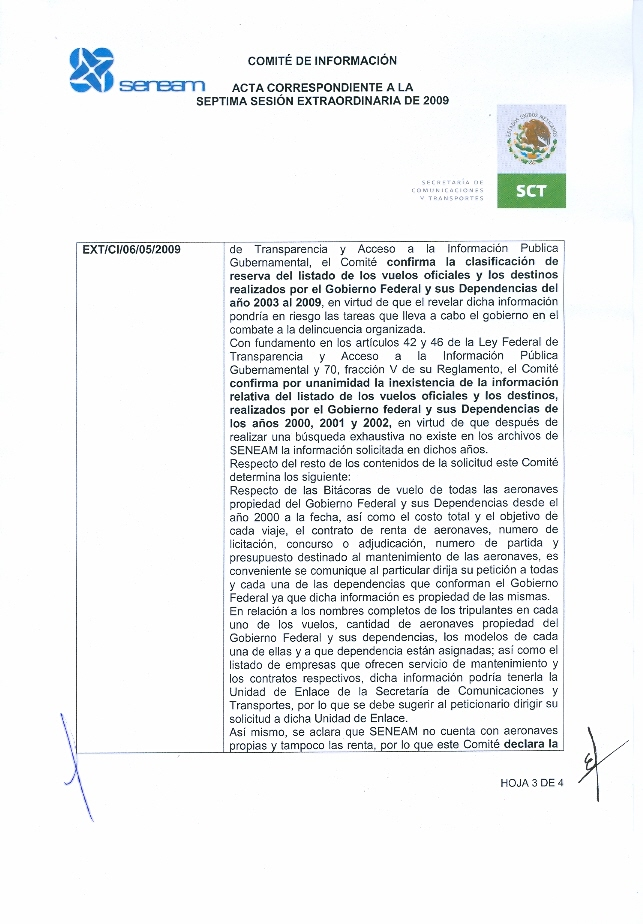 COMITÉ DE INFORMACIÓN
seneam
ACTA CORRESPONDIENTE A LA
SEPTIMA SESIÓN EXTRAORDINARIA DE 2009
ESTADOS UNIDOS MEXICANOS
SECRETARÍA DE
COMUNICACIONES
Y TRANSPORTES
SCT
EXT/CI/06/05/2009
de Transparencia y Acceso a la Información Publica
Gubernamental, el Comité confirma la clasificación de
reserva del listado de los vuelos oficiales y los destinos
realizados por el Gobierno Federal y sus Dependencias del
año 2003 al 2009, en virtud de que el revelar dicha información
pondría en riesgo las tareas que lleva a cabo el gobierno en el
combate a la delincuencia organizada.
Con fundamento en los artículos 42 y 46 de la Ley Federal de
Transparencia y Acceso a la Información Pública
Gubernamental y 70, fracción V de su Reglamento, el Comité
confirma por unanimidad la inexistencia de la información
relativa del listado de los vuelos oficiales y los destinos,
realizados por el Gobierno federal y sus Dependencias de
los años 2000, 2001 y 2002, en virtud de que después de
realizar una búsqueda exhaustiva no existe en los archivos de
SENEAM la información solicitada en dichos años.
Respecto del resto de los contenidos de la solicitud este Comité
determina los siguiente:
Respecto de las Bitácoras de vuelo de todas las aeronaves
propiedad del Gobierno Federal y sus Dependencias desde el
año 2000 a la fecha, así como el costo total y el objetivo de
cada viaje, el contrato de renta de aeronaves, numero de
licitación, concurso o adjudicación, numero de partida y
presupuesto destinado al mantenimiento de las aeronaves, es
conveniente se comunique al particular dirija su petición a todas
y cada una de las dependencias que conforman el Gobierno
Federal ya que dicha información es propiedad de las mismas.
En relación a los nombres completos de los tripulantes en cada
uno de los vuelos, cantidad de aeronaves propiedad del
Gobierno Federal y sus dependencias, los modelos de cada
una de ellas y a que dependencia están asignadas; así como el
listado de empresas que ofrecen servicio de mantenimiento y
los contratos respectivos, dicha información podría tenerla la
Unidad de Enlace de la Secretaría de Comunicaciones y
Transportes, por lo que se debe sugerir al peticionario dirigir su
solicitud a dicha Unidad de Enlace.
Así mismo, se aclara que SENEAM no cuenta con aeronaves
propias y tampoco las renta, por lo que este Comité declara la
HOJA 3 DE 4